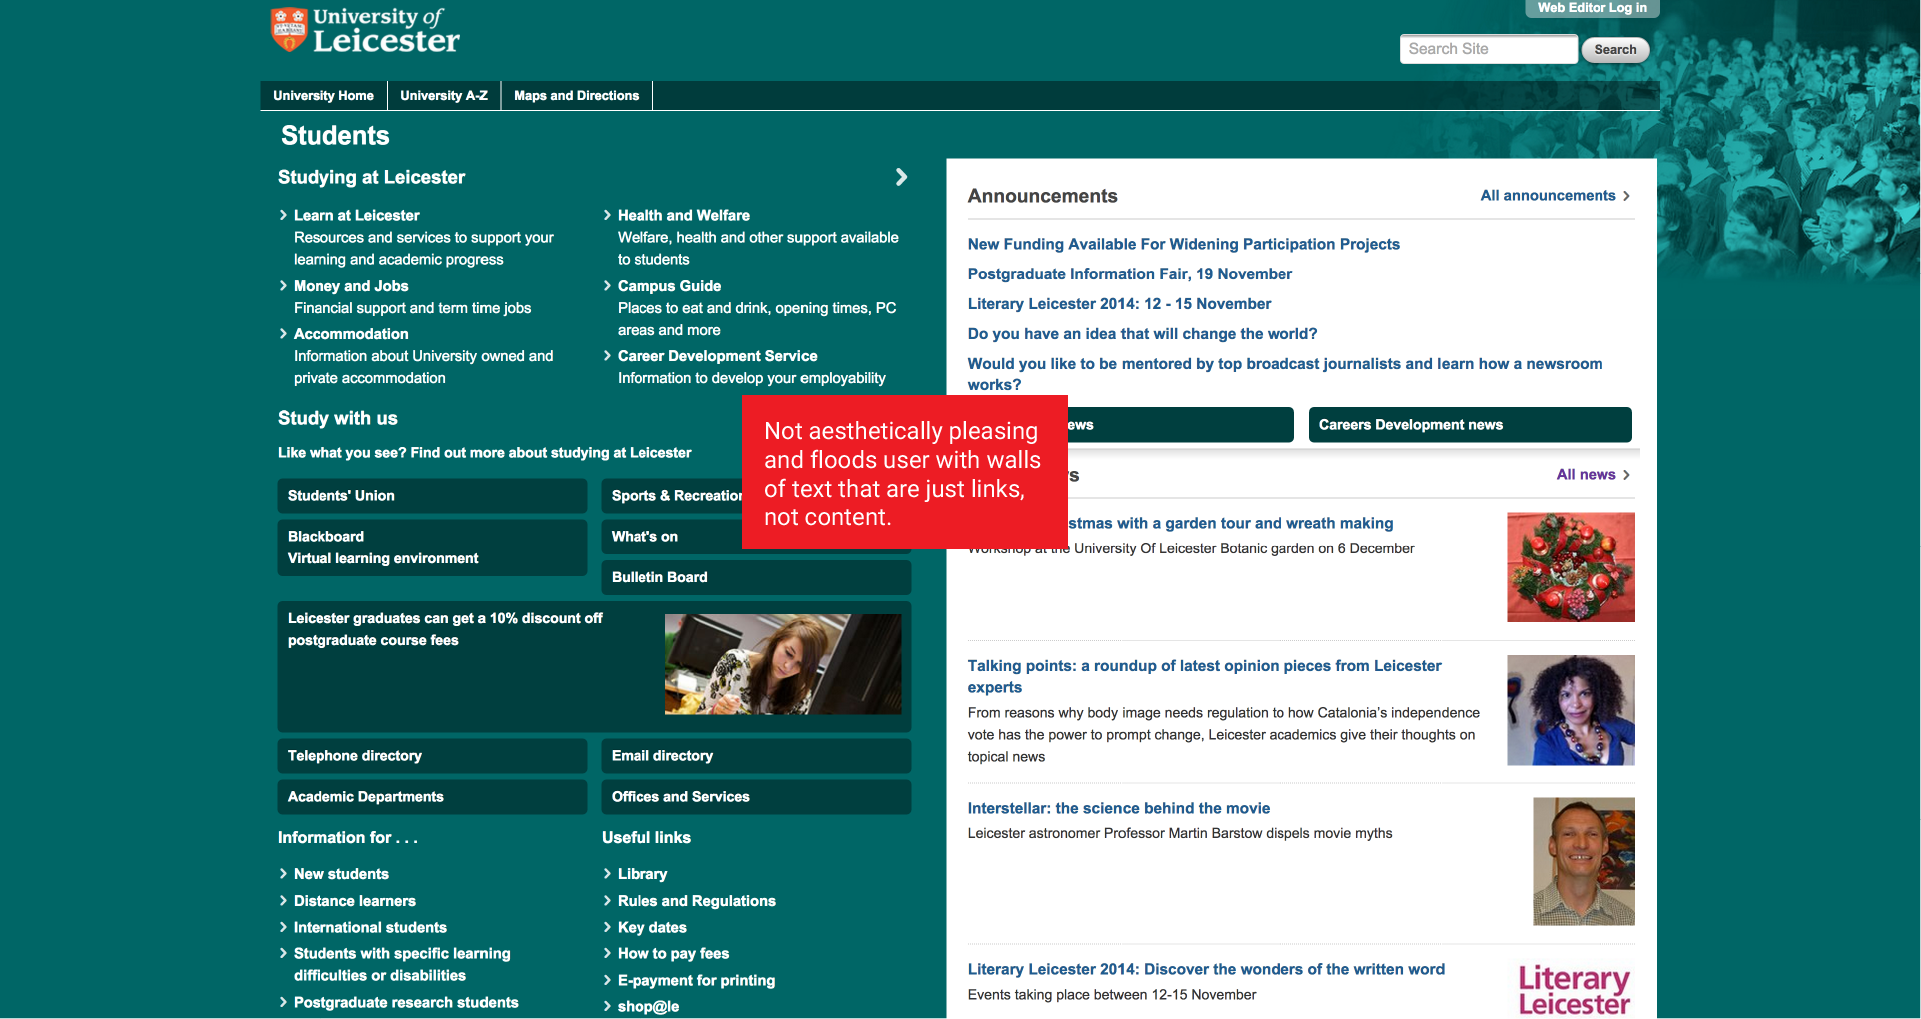 University of
Leicester
Web Editor Log in
Search Site
Search
University Home
University A-Z
Maps and Directions
Students
Studying at Leicester
Learn at Leicester
Resources and services to support your
learning and academic progress
Money and Jobs
Financial support and term time jobs
Accommodation
Information about University owned and
private accommodation
Health and Welfare
Welfare, health and other support available
to students
Campus Guide
Places to eat and drink, opening times, PC
areas and more
Career Development Service
Information to develop your employability
Study with us
Like what you see? Find out more about studying at Leicester
Students' Union
Blackboard
Virtual learning environment
Sports & Recreation
What's on
Bulletin Board
Leicester graduates can get a 10% discount off
postgraduate course fees
Telephone directory
Email directory
Academic Departments
Offices and Services
Information for . . .
New students
Distance learners
International students
Students with specific learning
difficulties or disabilities
Postgraduate research students
Useful links
Library
Rules and Regulations
Key dates
How to pay fees
E-payment for printing
shop@le
Not aesthetically pleasing
and floods user with walls
of text that are just links,
not content.
Announcements
All announcements
New Funding Available For Widening Participation Projects
Postgraduate Information Fair, 19 November
Literary Leicester 2014: 12 - 15 November
Do you have an idea that will change the world?
Would you like to be mentored by top broadcast journalists and learn how a newsroom
works?
Careers Development news
All news
with a garden tour and wreath making
Workshop at the University Of Leicester Botanic garden on 6 December
Talking points: a roundup of latest opinion pieces from Leicester
experts
From reasons why body image needs regulation to how Catalonia's independence
vote has the power to prompt change, Leicester academics give their thoughts on
topical news
Interstellar: the science behind the movie
Leicester astronomer Professor Martin Barstow dispels movie myths
Literary Leicester 2014: Discover the wonders of the written word
Events taking place between 12-15 November
Literary
Leicester